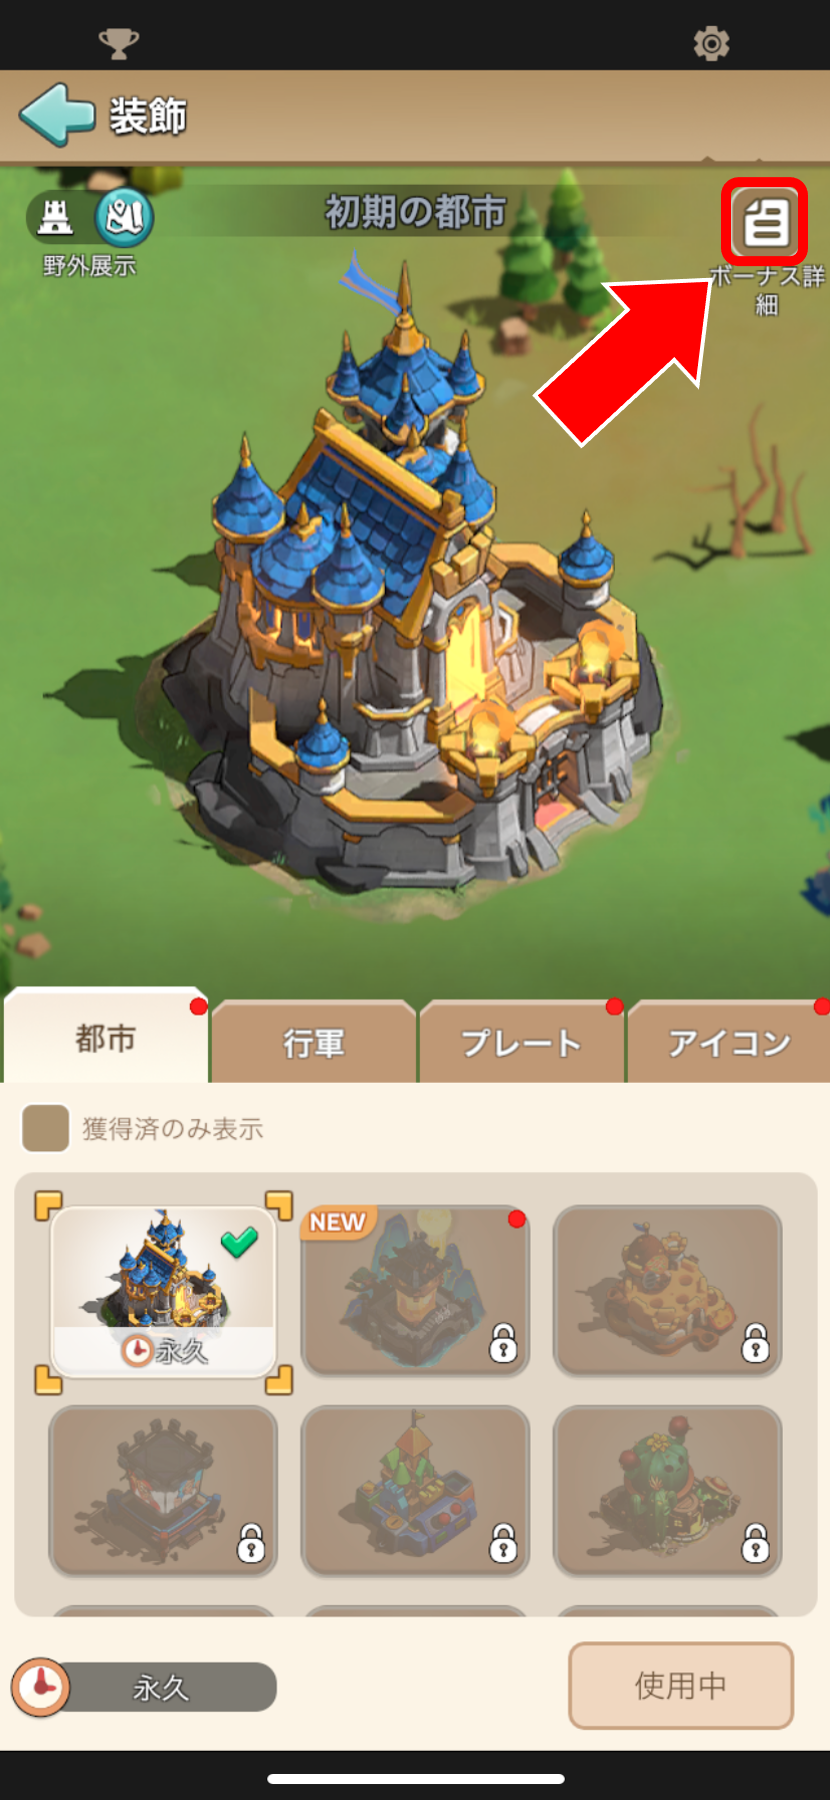 装飾
初期の都市
野外展示
ボーナス詳
細
都市
行軍
プレート
アイコン
獲得済のみ表示
NEW
永久
永久
使用中